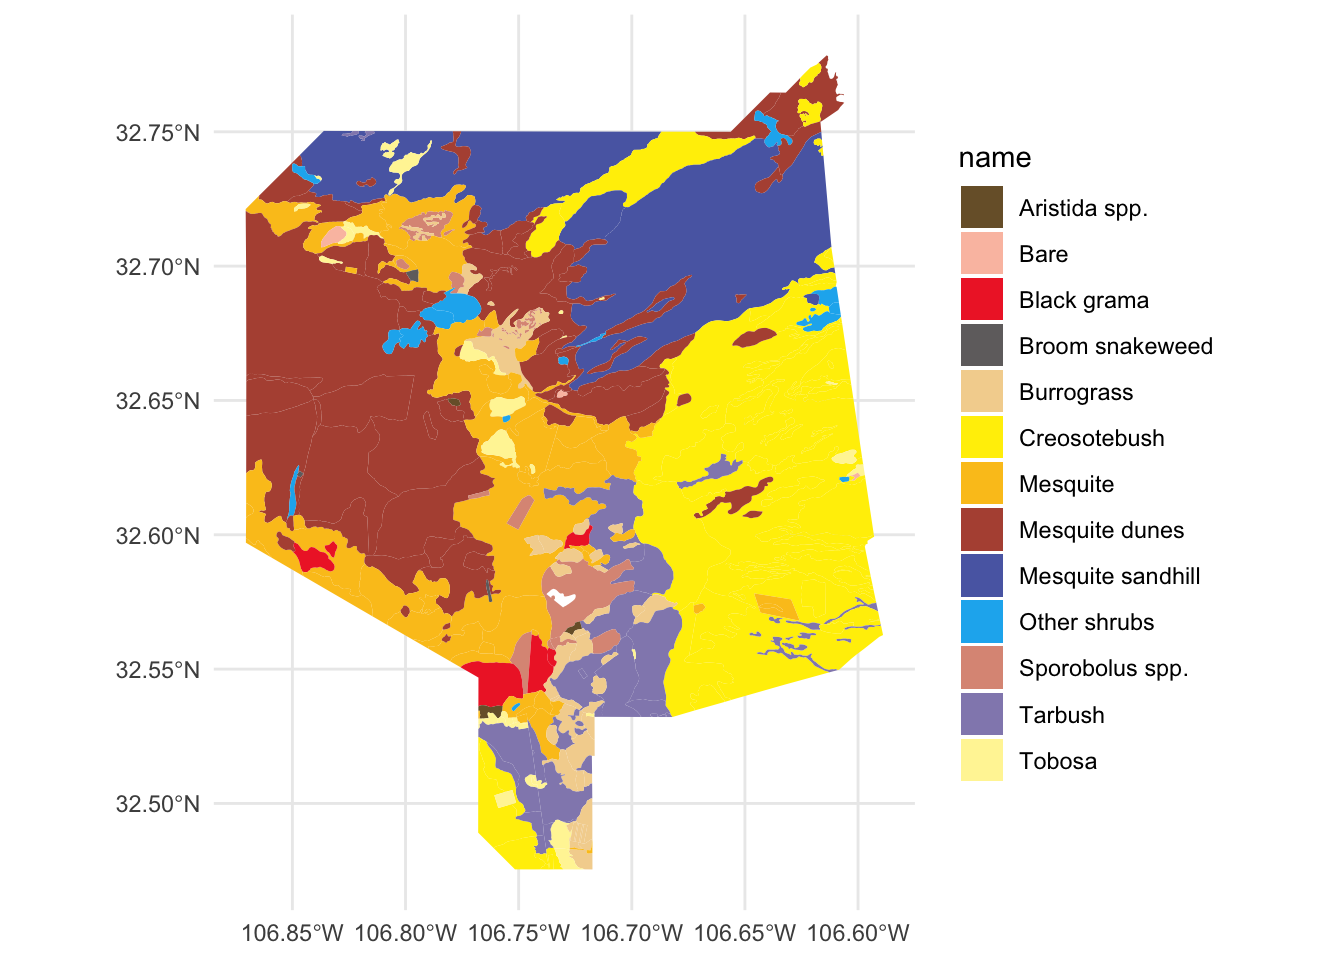 32.75°N
32.70°N
32.65°N
32.60°N
32.55°N
32.50°N
106.85°W 106.80°W 106.75°W 106.70°W 106.65°W 106.60°W
name
Aristida spp.
Bare
Black grama
Broom snakeweed
Burrograss
Creosotebush
Mesquite
Mesquite dunes
Mesquite sandhill
Other shrubs
Sporobolus spp.
Tarbush
Tobosa